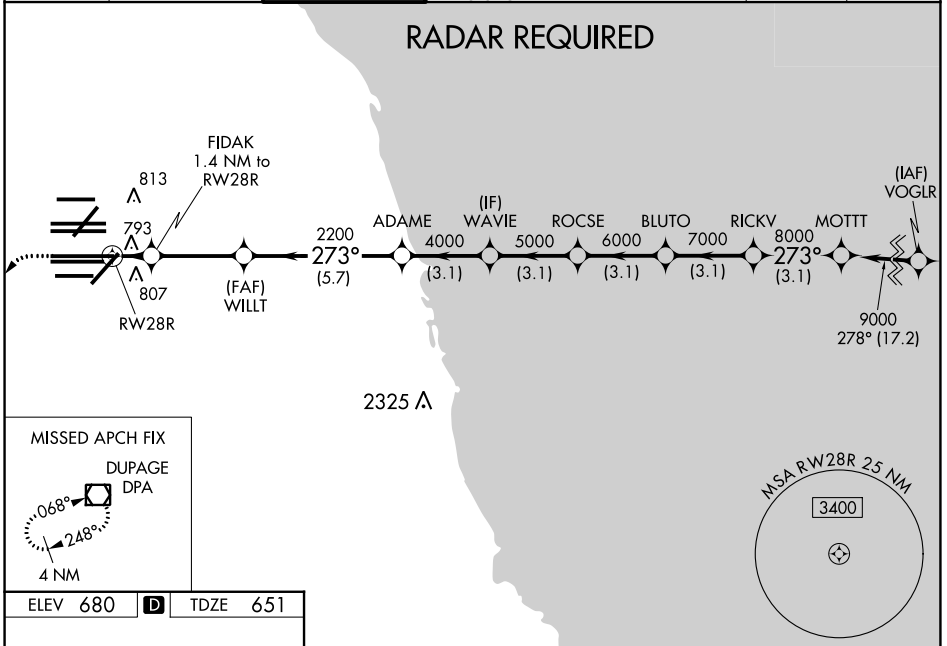 RADAR REQUIRED
FIDAK
1.4 NM to
RW28R
813
793
807
RW28R
(FAF)
WILLT
2200
273°
(5.7)
ADAME
4000
(3.1)
(IF)
WAVIE
5000
(3.1)
ROCSE
6000
(3.1)
BLUTO
7000
(3.1)
RICKV
8000
273°
(3.1)
MOTTT
(IAF)
VOGLR
9000
278° (17.2)
2325
MISSED APCH FIX
DUPAGE
DPA
068°
248°
4 NM
MSA RW28R 25 NM
3400
ELEV 680 D TDZE 651